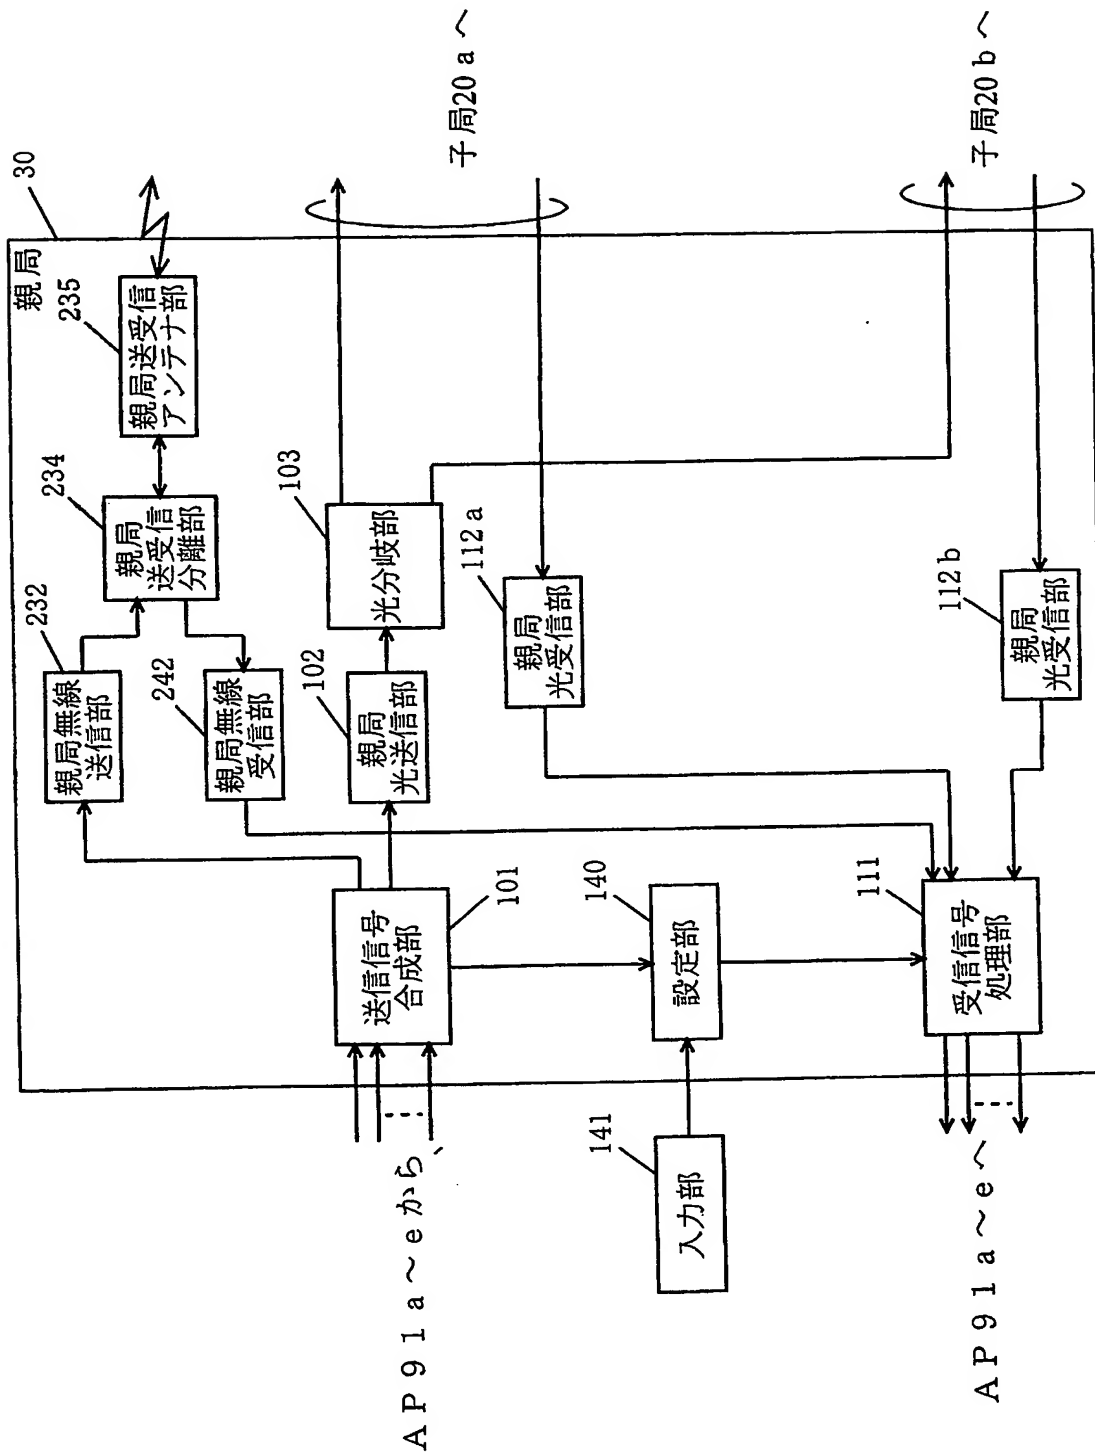 30
親局
235
親局送受信
アンテナ部
234
親局
送受信
分離部
232
親局無線
送信部
242
親局無線
受信部
103
光分岐部
102
親局
光送信部
112a
親局
光受信部
112b
親局
光受信部
子局20aへ
子局20bへ
101
送信信号
合成部
140
設定部
111
受信信号
処理部
141
入力部
AP91a～eから
AP91a～eへ